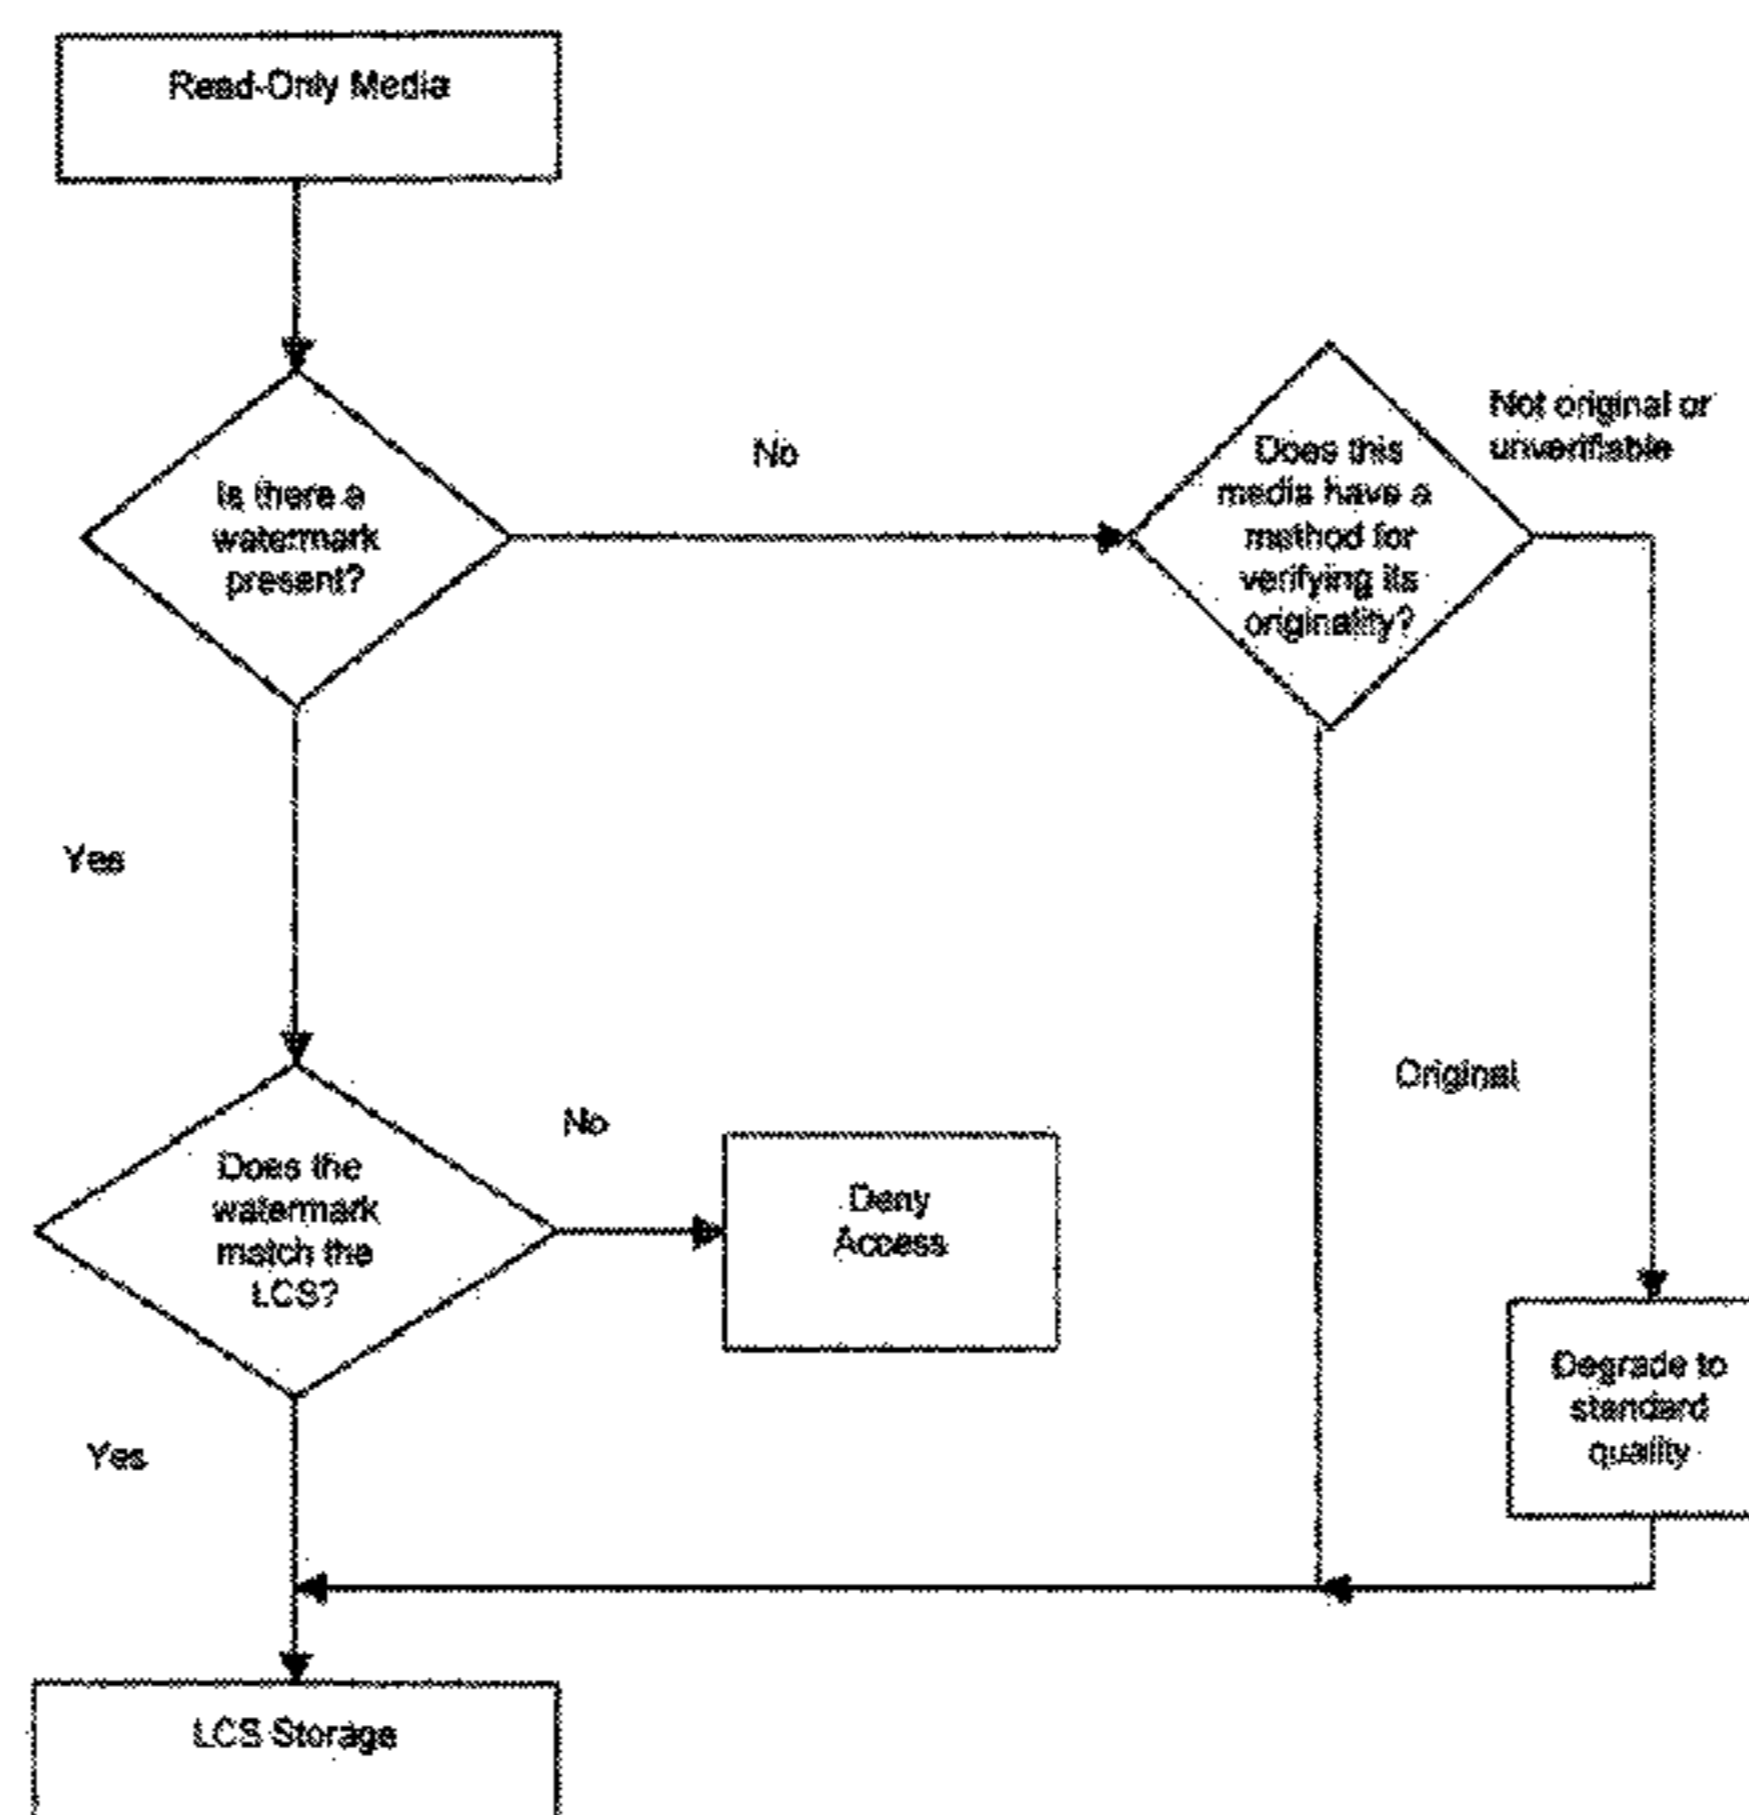 Read-Only Media
Is there a
watermark
present?
No
Does this
media have a
method for
verifying its
originality?
Not original or
unverifiable
Yes
Original
Does the
watermark
match the
LCS?
No
Deny
Access
Degrade to
standard
quality
Yes
LCS Storage